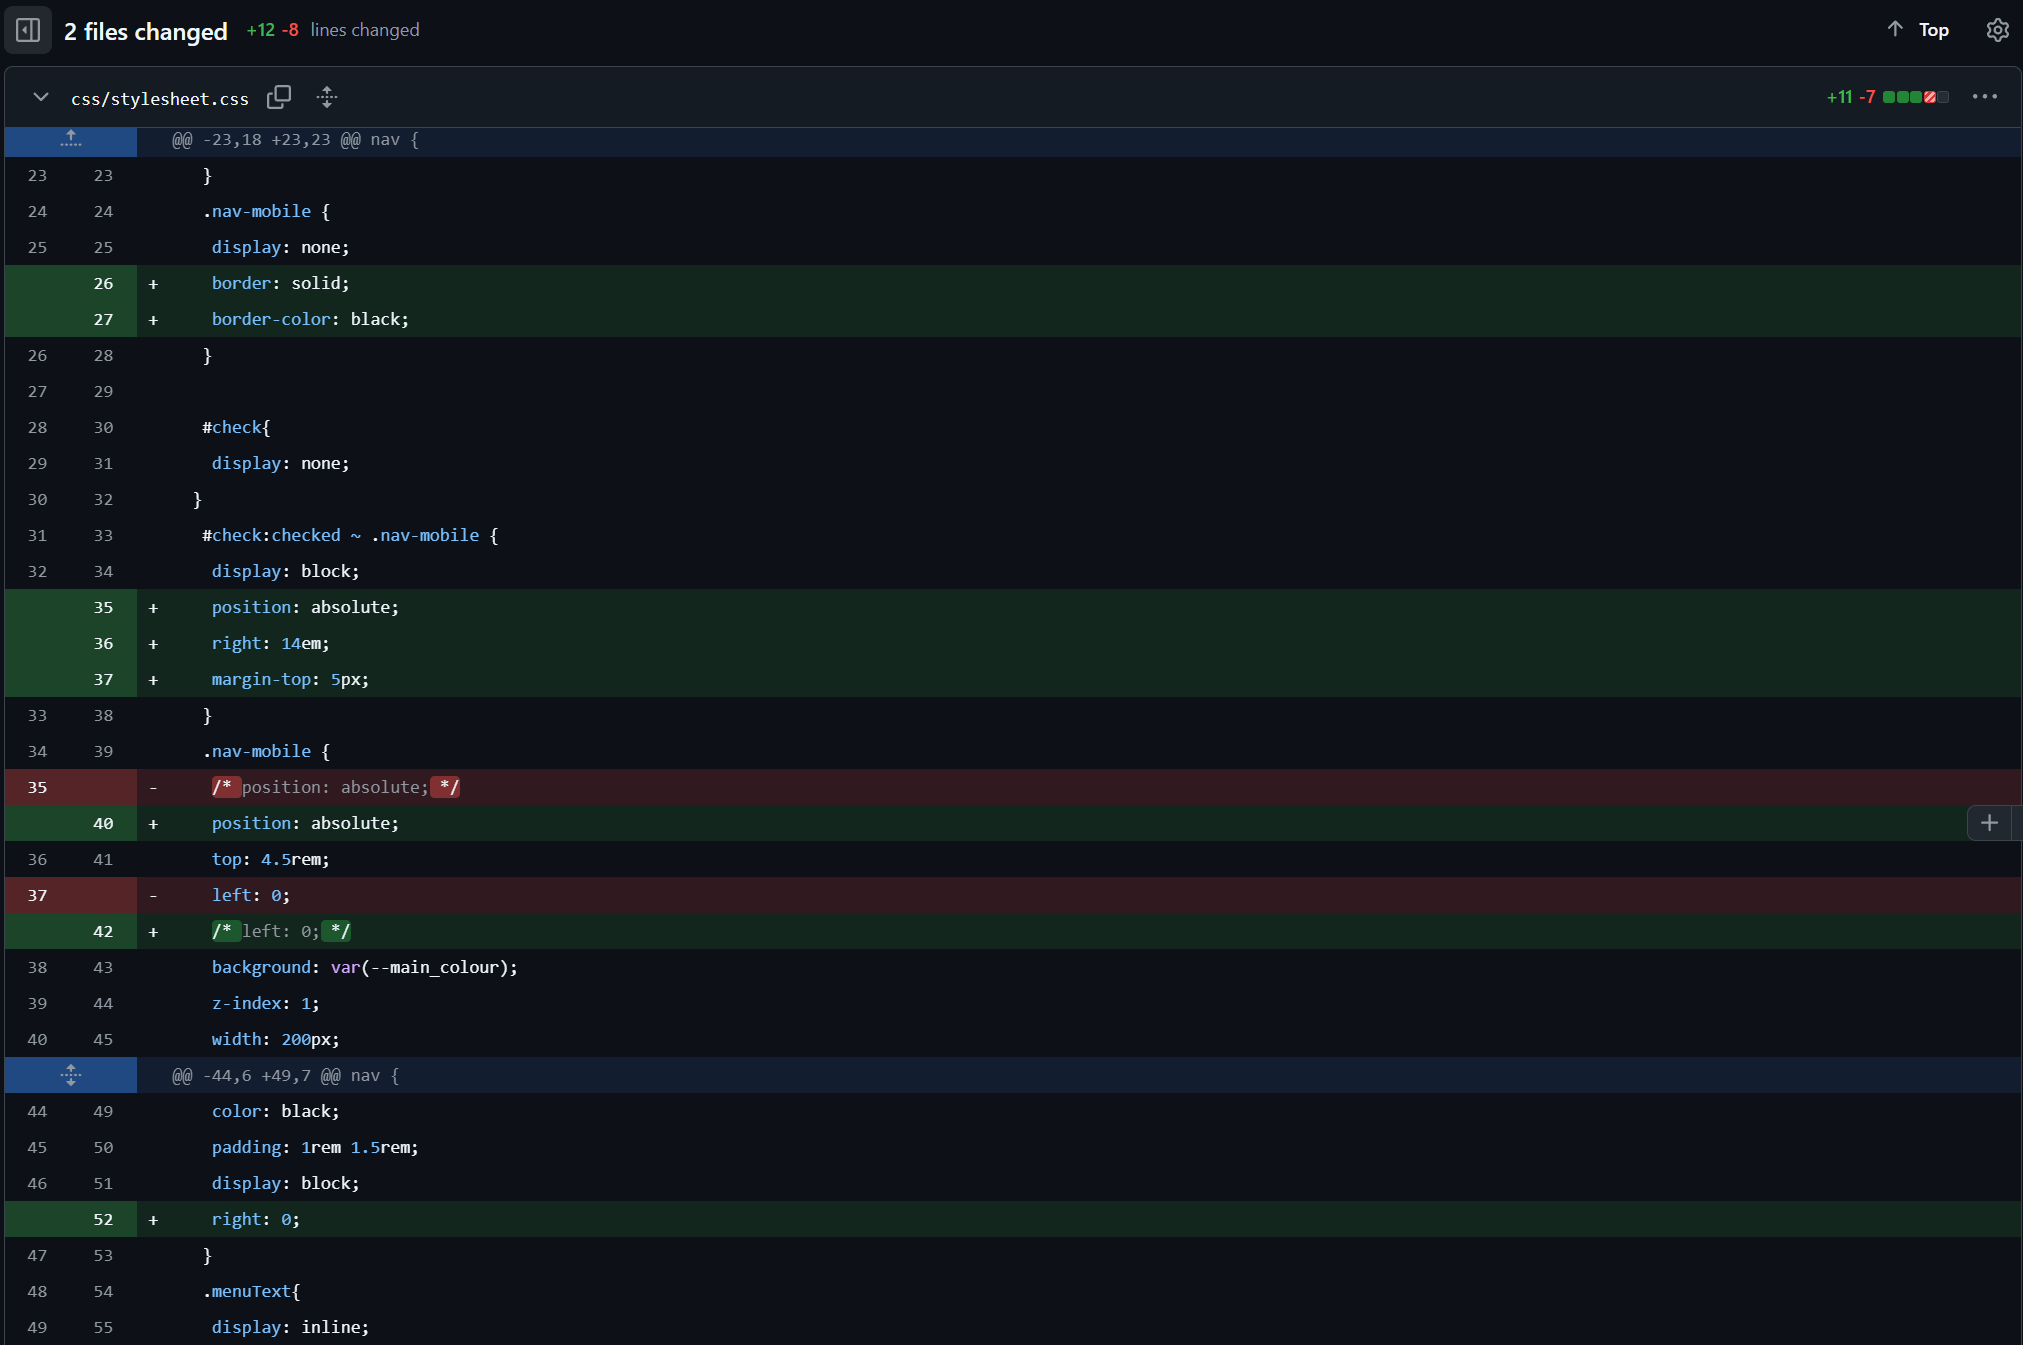 2 files changed +12 -8 lines changed Top
css/stylesheet.css +11 -7
@@ -23,18 +23,23 @@ nav {
23 23 }
24 24 .nav-mobile {
25 25 display: none;
26 + border: solid;
27 + border-color: black;
26 28 }
27 29
28 30 #check{
29 31 display: none;
30 32 }
31 33 #check:checked ~ .nav-mobile {
32 34 display: block;
35 + position: absolute;
36 + right: 14em;
37 + margin-top: 5px;
33 38 }
34 39 .nav-mobile {
35 - /* position: absolute; */
40 + position: absolute;
36 41 top: 4.5rem;
37 - left: 0;
42 + /* left: 0; */
38 43 background: var(--main_colour);
39 44 z-index: 1;
40 45 width: 200px;
@@ -44,6 +49,7 @@ nav {
44 49 color: black;
45 50 padding: 1rem 1.5rem;
46 51 display: block;
52 + right: 0;
47 53 }
48 54 .menuText{
49 55 display: inline;